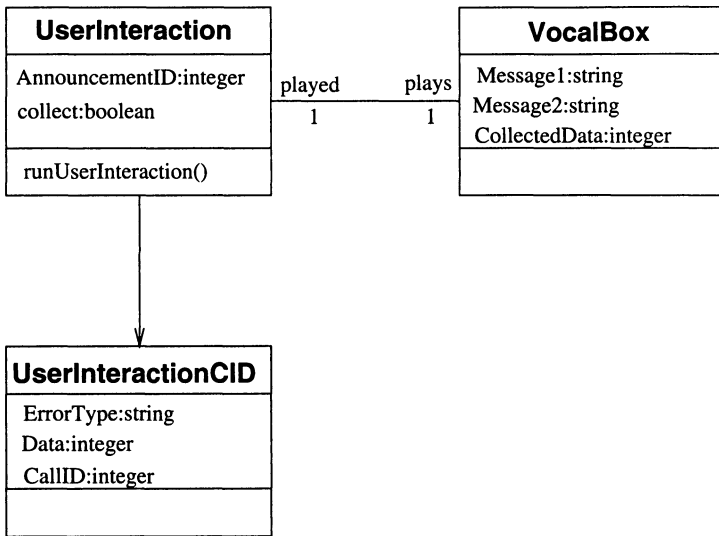 UserInteraction
AnnouncementID:integer
collect:boolean
runUserInteraction()
played
1
plays
1
VocalBox
Message1:string
Message2:string
CollectedData:integer
UserInteractionCID
ErrorType:string
Data:integer
CallID:integer